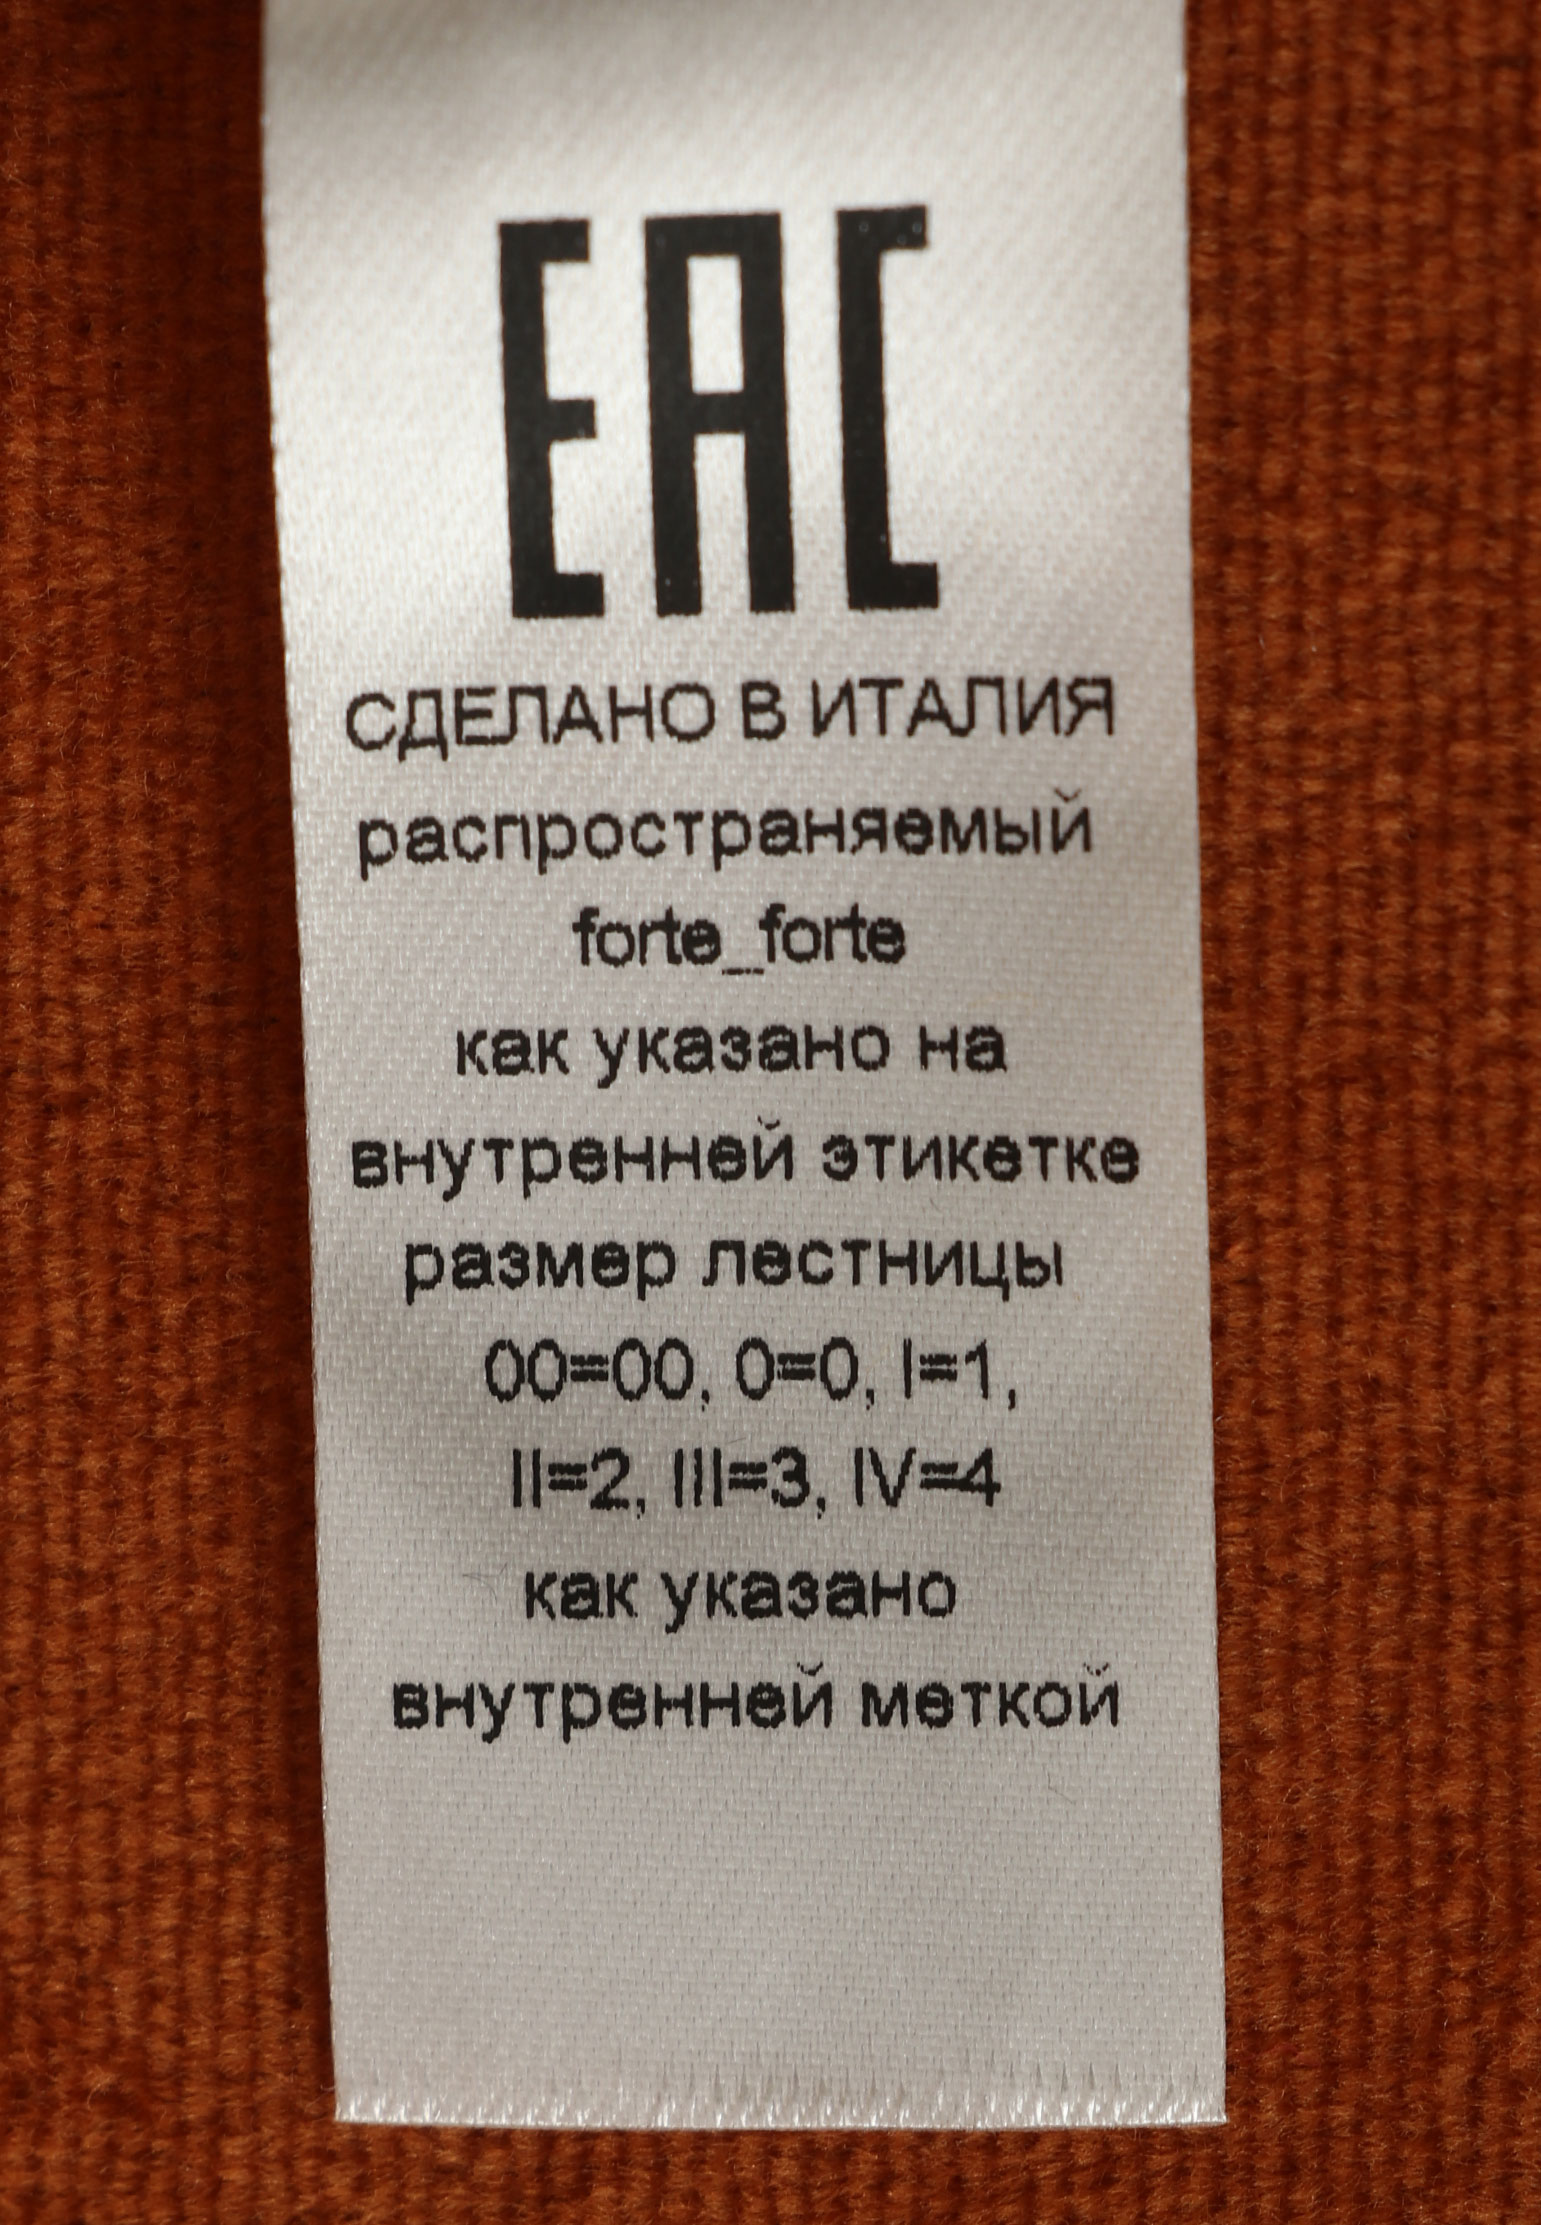 EAC
СДЕЛАНО В ИТАЛИЯ
распространяемый
forte_forte
как указано на
внутренней этикетке
размер лестницы
00=00, 0=0, I=1,
II=2, III=3, IV=4
как указано
внутренней меткой